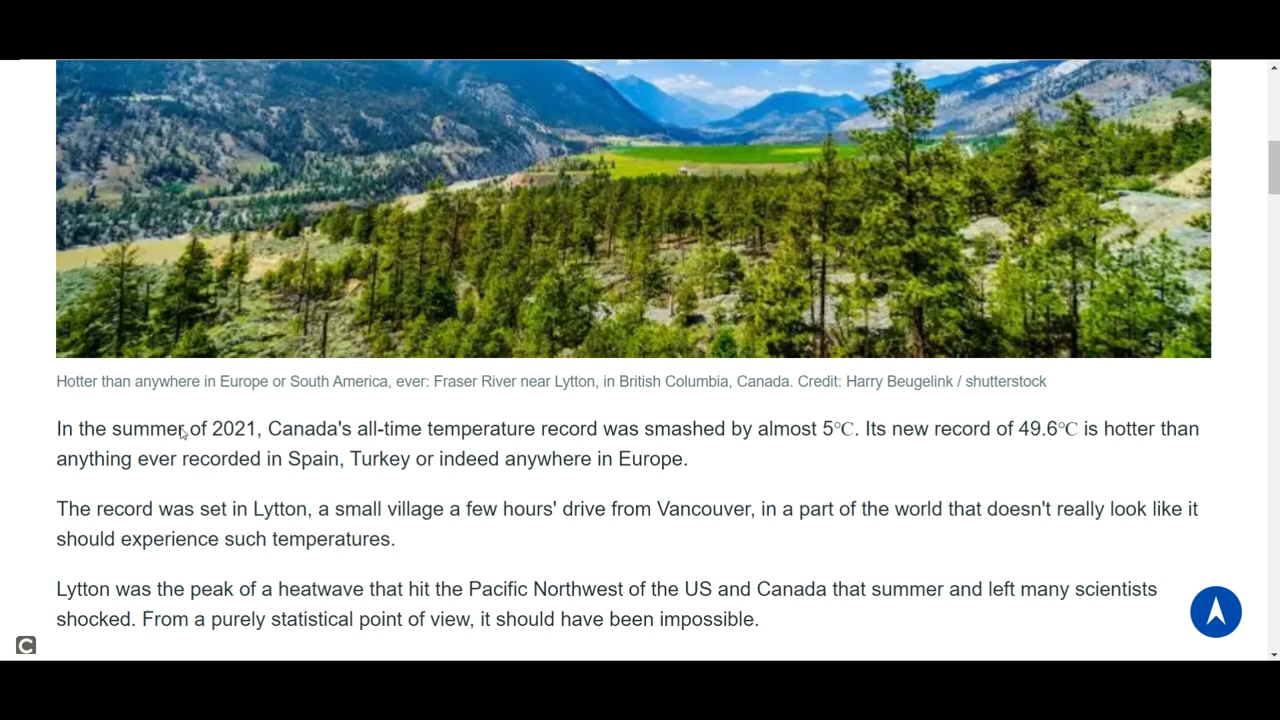 Hotter than anywhere in Europe or South America, ever: Fraser River near Lytton, in British Columbia, Canada. Credit: Harry Beugelink / shutterstock
In the summer of 2021, Canada's all-time temperature record was smashed by almost 5℃. Its new record of 49.6℃ is hotter than
anything ever recorded in Spain, Turkey or indeed anywhere in Europe.
The record was set in Lytton, a small village a few hours' drive from Vancouver, in a part of the world that doesn't really look like it
should experience such temperatures.
Lytton was the peak of a heatwave that hit the Pacific Northwest of the US and Canada that summer and left many scientists
shocked. From a purely statistical point of view, it should have been impossible.
C